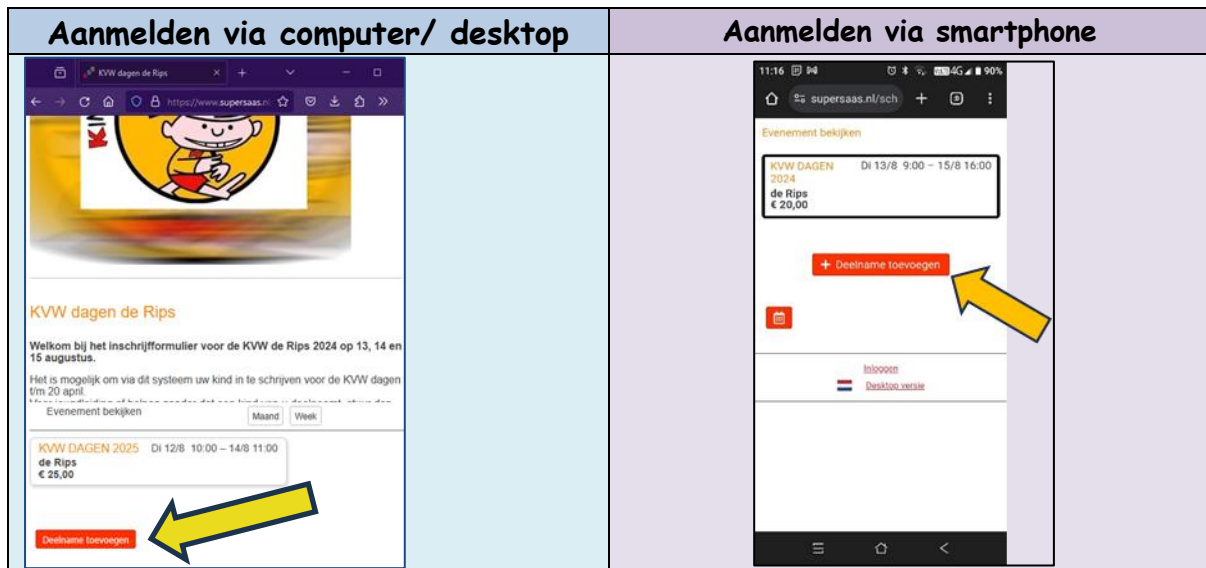 Aanmelden via computer/ desktop
KVW dagen de Rips
https://www.supersaas.n
KIN
KVW dagen de Rips
Welkom bij het inschrijfformulier voor de KVW de Rips 2024 op 13, 14 en
15 augustus.
Het is mogelijk om via dit systeem uw kind in te schrijven voor de KVW dagen
t/m 20 april.
Evenement bekijken
Maand
Week
KVW DAGEN 2025 Di 12/8 10:00 – 14/8 11:00
de Rips
€ 25,00
Deelname toevoegen
Aanmelden via smartphone
11:16
4G
90%
supersaas.nl/sch
Evenement bekijken
KVW DAGEN Di 13/8 9:00 – 15/8 16:00
2024
de Rips
€ 20,00
+ Deelname toevoegen
Inloggen
Desktop versie